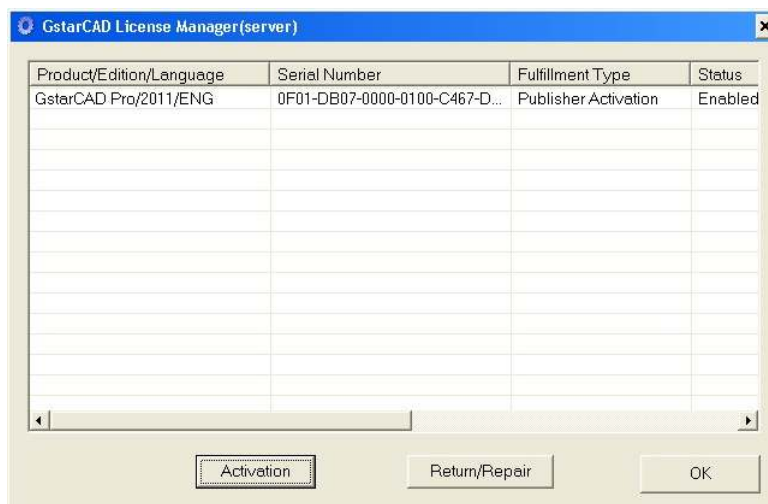 GstarCAD License Manager(server)
Product/Edition/Language Serial Number Fulfillment Type Status
GstarCAD Pro/2011/ENG 0F01-DB07-0000-0100-C467-D... Publisher Activation Enabled
Activation Return/Repair OK